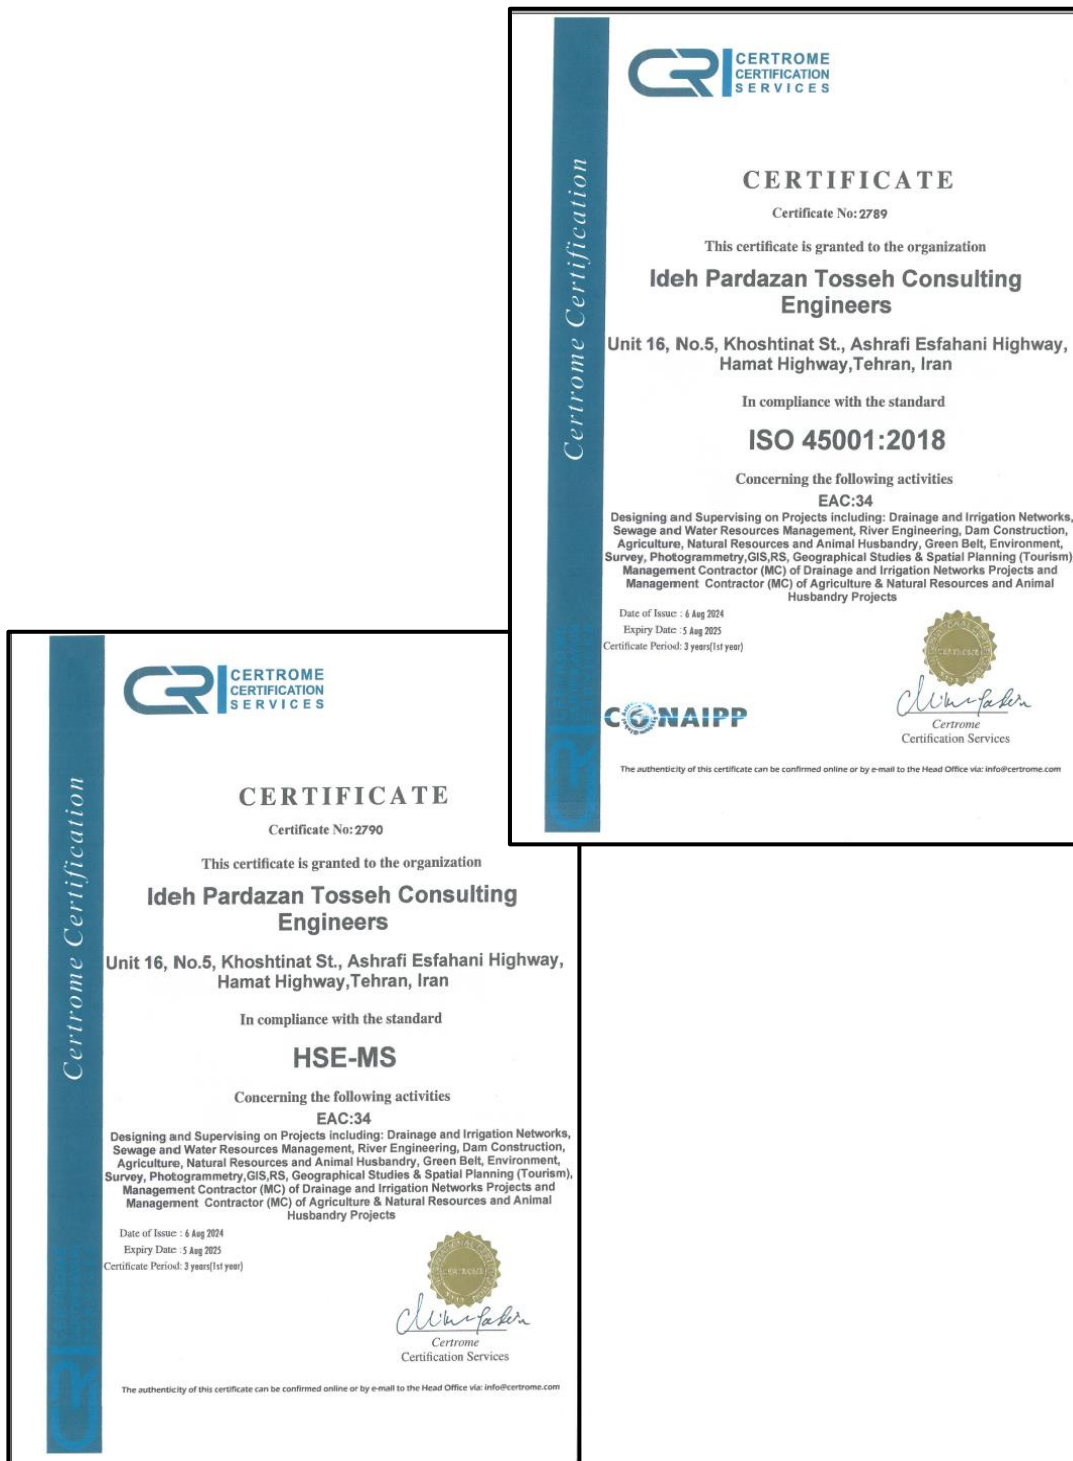 CERTROME
CERTIFICATION
SERVICES
Certrome Certification
CERTIFICATE
Certificate No: 2789
This certificate is granted to the organization
Ideh Pardazan Tosseh Consulting
Engineers
Unit 16, No.5, Khoshtinat St., Ashrafi Esfahani Highway,
Hamat Highway,Tehran, Iran
In compliance with the standard
ISO 45001:2018
Concerning the following activities
EAC:34
Designing and Supervising on Projects including: Drainage and Irrigation Networks,
Sewage and Water Resources Management, River Engineering, Dam Construction,
Agriculture, Natural Resources and Animal Husbandry, Green Belt, Environment,
Survey, Photogrammetry,GIS,RS, Geographical Studies & Spatial Planning (Tourism)
Management Contractor (MC) of Drainage and Irrigation Networks Projects and
Management Contractor (MC) of Agriculture & Natural Resources and Animal
Husbandry Projects
Date of Issue : 6 Aug 2024
Expiry Date : 5 Aug 2025
Certificate Period: 3 years(1st year)
CONAIPP
Certrome
Certification Services
The authenticity of this certificate can be confirmed online or by e-mail to the Head Office via: info@certrome.com
CERTROME
CERTIFICATION
SERVICES
Certrome Certification
CERTIFICATE
Certificate No: 2790
This certificate is granted to the organization
Ideh Pardazan Tosseh Consulting
Engineers
Unit 16, No.5, Khoshtinat St., Ashrafi Esfahani Highway,
Hamat Highway,Tehran, Iran
In compliance with the standard
HSE-MS
Concerning the following activities
EAC:34
Designing and Supervising on Projects including: Drainage and Irrigation Networks,
Sewage and Water Resources Management, River Engineering, Dam Construction,
Agriculture, Natural Resources and Animal Husbandry, Green Belt, Environment,
Survey, Photogrammetry,GIS,RS, Geographical Studies & Spatial Planning (Tourism),
Management Contractor (MC) of Drainage and Irrigation Networks Projects and
Management Contractor (MC) of Agriculture & Natural Resources and Animal
Husbandry Projects
Date of Issue : 6 Aug 2024
Expiry Date : 5 Aug 2025
Certificate Period: 3 years(1st year)
Certrome
Certification Services
The authenticity of this certificate can be confirmed online or by e-mail to the Head Office via: info@certrome.com